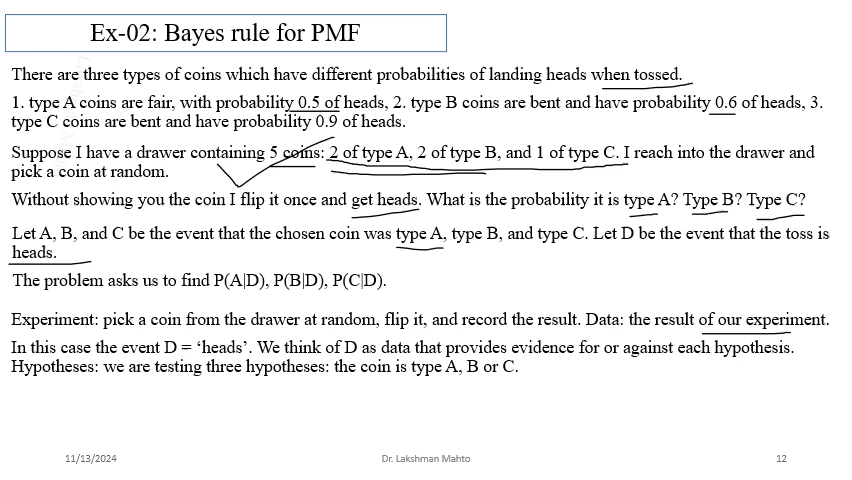 Ex-02: Bayes rule for PMF
There are three types of coins which have different probabilities of landing heads when tossed.
1. type A coins are fair, with probability 0.5 of heads, 2. type B coins are bent and have probability 0.6 of heads, 3.
type C coins are bent and have probability 0.9 of heads.
Suppose I have a drawer containing 5 coins: 2 of type A, 2 of type B, and 1 of type C. I reach into the drawer and
pick a coin at random.
Without showing you the coin I flip it once and get heads. What is the probability it is type A? Type B? Type C?
Let A, B, and C be the event that the chosen coin was type A, type B, and type C. Let D be the event that the toss is
heads.
The problem asks us to find P(A|D), P(B|D), P(C|D).
Experiment: pick a coin from the drawer at random, flip it, and record the result. Data: the result of our experiment.
In this case the event D = ‘heads’. We think of D as data that provides evidence for or against each hypothesis.
Hypotheses: we are testing three hypotheses: the coin is type A, B or C.
11/13/2024
Dr. Lakshman Mahto
12